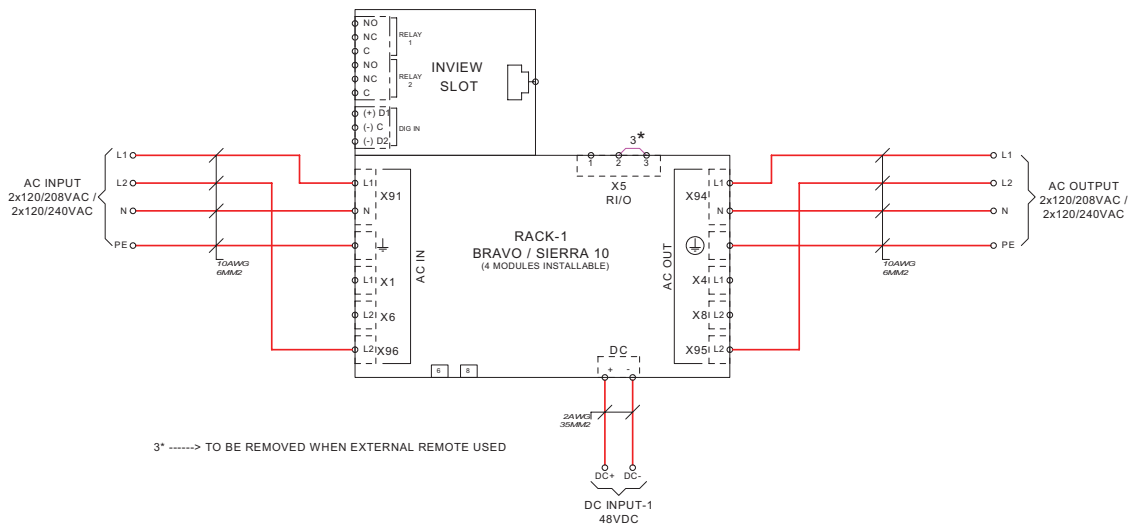 NO
NC
C
RELAY
1
NO
NC
C
RELAY
2
INVIEW
SLOT
(+) D1
(-) C
(-) D2
DIG IN
3*
1 2 3
X5
RI/O
AC INPUT
2x120/208VAC /
2x120/240VAC
L1
L2
N
PE
10AWG
6MM2
L1
X91
N
AC IN
L1 X1
L2 X6
L2 X96
RACK-1
BRAVO / SIERRA 10
(4 MODULES INSTALLABLE)
AC OUT
X94 L1
N
X4 L1
X8 L2
X95 L2
10AWG
6MM2
L1
L2
N
PE
AC OUTPUT
2x120/208VAC /
2x120/240VAC
6 8
DC
+ -
2AWG
35MM2
DC+ DC-
DC INPUT-1
48VDC
3* ------> TO BE REMOVED WHEN EXTERNAL REMOTE USED